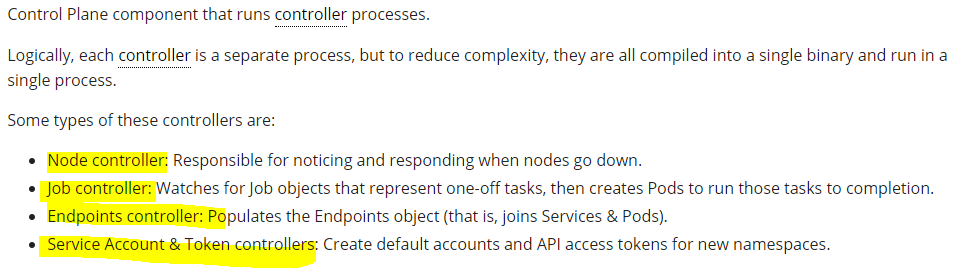 Control Plane component that runs controller processes.
Logically, each controller is a separate process, but to reduce complexity, they are all compiled into a single binary and run in a
single process.
Some types of these controllers are:
• Node controller: Responsible for noticing and responding when nodes go down.
• Job controller: Watches for Job objects that represent one-off tasks, then creates Pods to run those tasks to completion.
• Endpoints controller: Populates the Endpoints object (that is, joins Services & Pods).
• Service Account & Token controllers: Create default accounts and API access tokens for new namespaces.